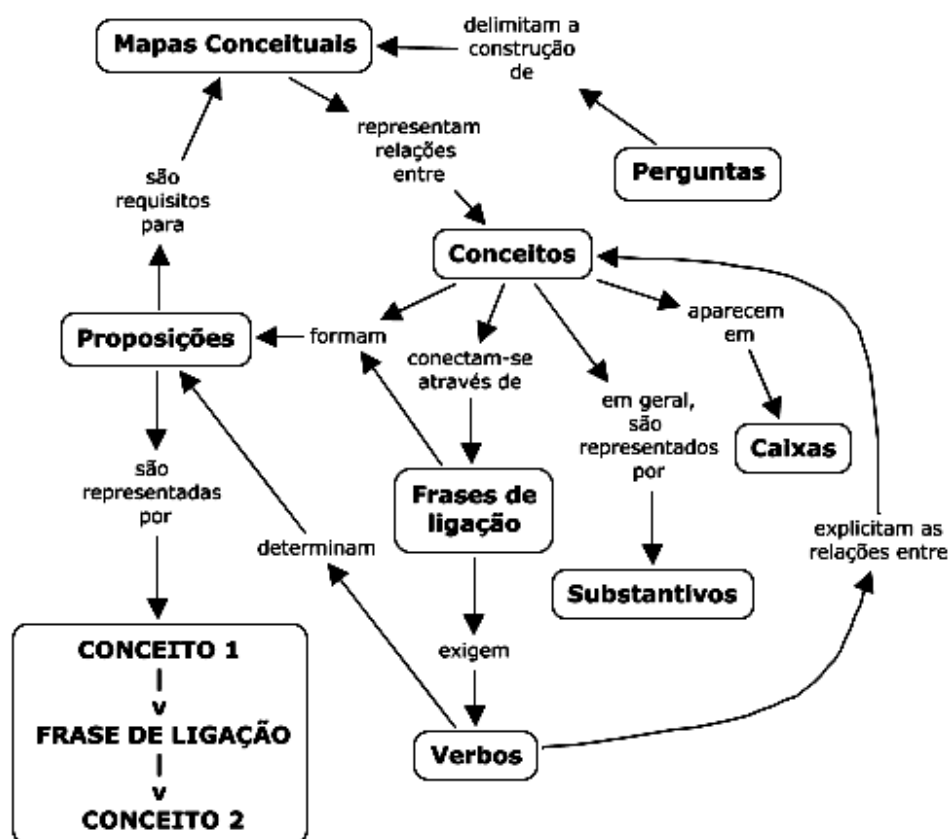 Mapas Conceituais
delimitam a
construção
de
representam
relações
entre
Perguntas
são
requisitos
para
Conceitos
Proposições
formam
conectam-se
através de
aparecem
em
em geral,
são
representados
por
Caixas
são
representadas
por
Frases de
ligação
determinam
explicitam as
relações entre
Substantivos
exigem
Verbos
CONCEITO 1
|
v
FRASE DE LIGAÇÃO
|
v
CONCEITO 2